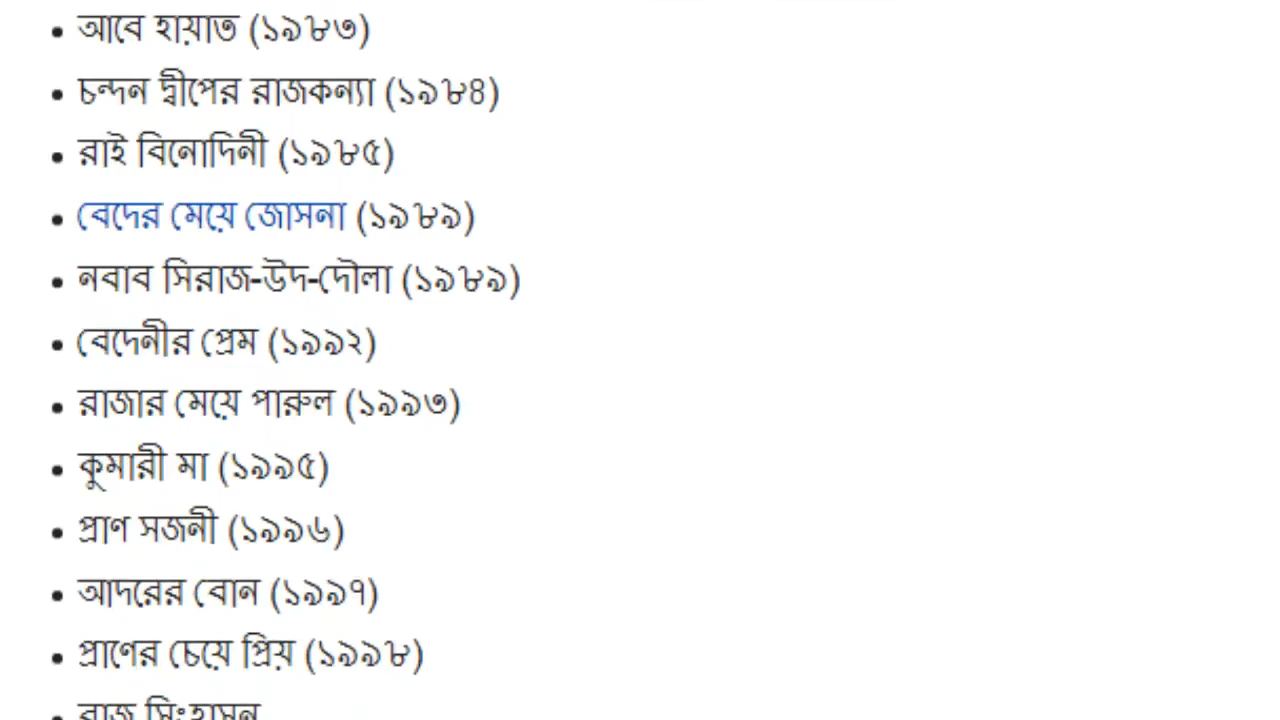 • আবে হায়াত (১৯৮৩)
• চন্দন দ্বীপের রাজকন্যা (১৯৮৪)
• রাই বিনোদিনী (১৯৮৫)
• বেদের মেয়ে জোসনা (১৯৮৯)
• নবাব সিরাজ-উদ-দৌলা (১৯৮৯)
• বেদেনীর প্রেম (১৯৯২)
• রাজার মেয়ে পারুল (১৯৯৩)
• কুমারী মা (১৯৯৫)
• প্রাণ সজনী (১৯৯৬)
• আদরের বোন (১৯৯৭)
• প্রাণের চেয়ে প্রিয় (১৯৯৮)
• রাজ সিংহাসন